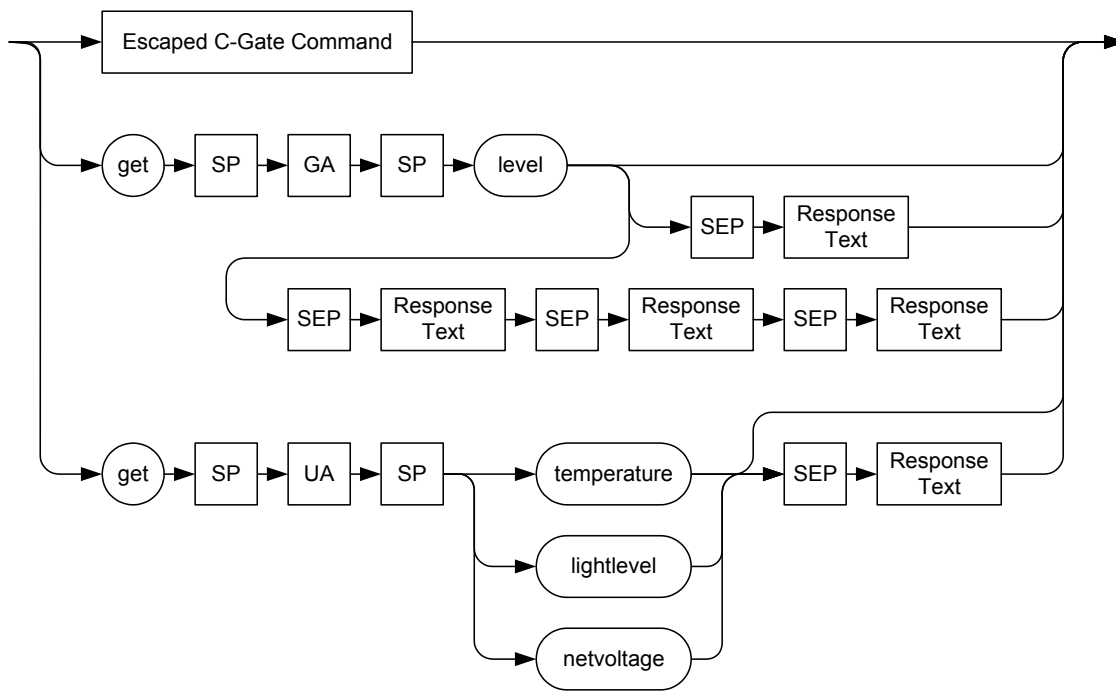 Escaped C-Gate Command
get SP GA SP level
SEP Response
Text
SEP Response
Text SEP Response
Text SEP Response
Text
get SP UA SP temperature SEP Response
Text
lightlevel
netvoltage